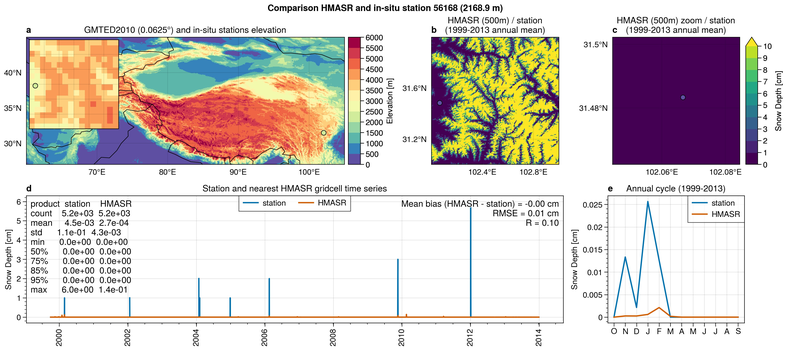 Comparison HMASR and in-situ station 56168 (2168.9 m)
a GMTED2010 (0.0625°) and in-situ stations elevation
40°N
35°N
30°N
70°E 80°E 90°E 100°E
6000
5500
5000
4500
4000
3500
3000
2500
2000
1500
1000
500
0
Elevation [m]
b HMASR (500m) / station
(1999-2013 annual mean)
31.6°N
31.2°N
102.4°E 102.8°E
c HMASR (500m) zoom / station
(1999-2013 annual mean)
31.5°N
31.48°N
102.06°E 102.08°E
10
9
8
7
6
5
4
3
2
1
0
Snow Depth [cm]
d Station and nearest HMASR gridcell time series
6
5
4
3
2
1
0
Snow Depth [cm]
product station HMASR
count 5.2e+03 5.2e+03
mean 4.5e-03 2.7e-04
std 1.1e-01 4.3e-03
min 0.0e+00 0.0e+00
50% 0.0e+00 0.0e+00
75% 0.0e+00 0.0e+00
85% 0.0e+00 0.0e+00
95% 0.0e+00 0.0e+00
max 6.0e+00 1.4e-01
station HMASR
Mean bias (HMASR - station) = -0.00 cm
RMSE = 0.01 cm
R = 0.10
2000 2002 2004 2006 2008 2010 2012 2014
e Annual cycle (1999-2013)
0.025
0.02
0.015
0.01
0.005
0
Snow Depth [cm]
station
HMASR
O N D J F M A M J J A S